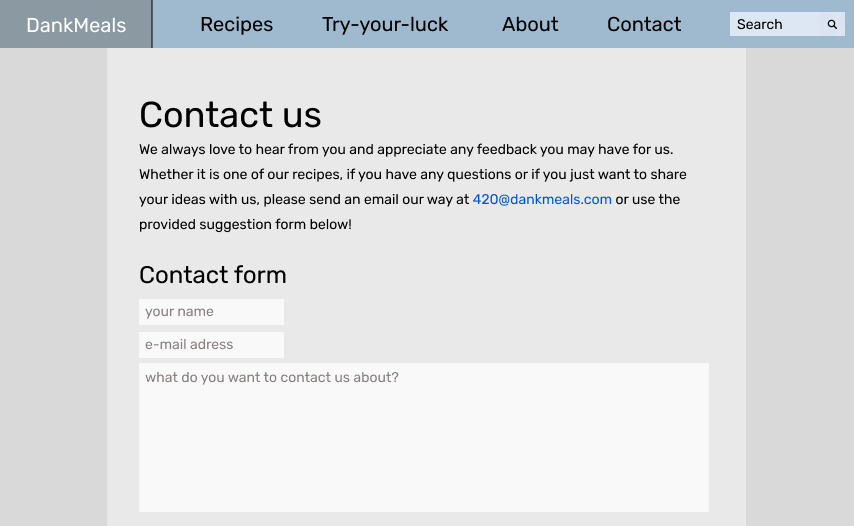 DankMeals
Recipes
Try-your-luck
About
Contact
Search
Contact us
We always love to hear from you and appreciate any feedback you may have for us.
Whether it is one of our recipes, if you have any questions or if you just want to share
your ideas with us, please send an email our way at 420@dankmeals.com or use the
provided suggestion form below!
Contact form
your name
e-mail adress
what do you want to contact us about?